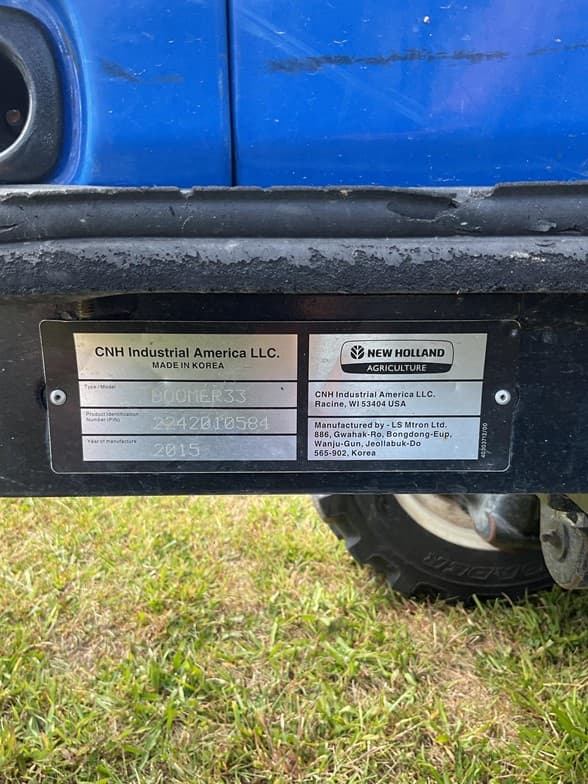 CNH Industrial America LLC.
MADE IN KOREA
Type / Model
BOOMER33
Product Identification
Number (PIN)
2242010584
Year of manufacture
2015
NEW HOLLAND
AGRICULTURE
CNH Industrial America LLC.
Racine, WI 53404 USA
Manufactured by - LS Mtron Ltd.
886, Gwahak-Ro, Bongdong-Eup,
Wanju-Gun, Jeollabuk-Do
565-902, Korea